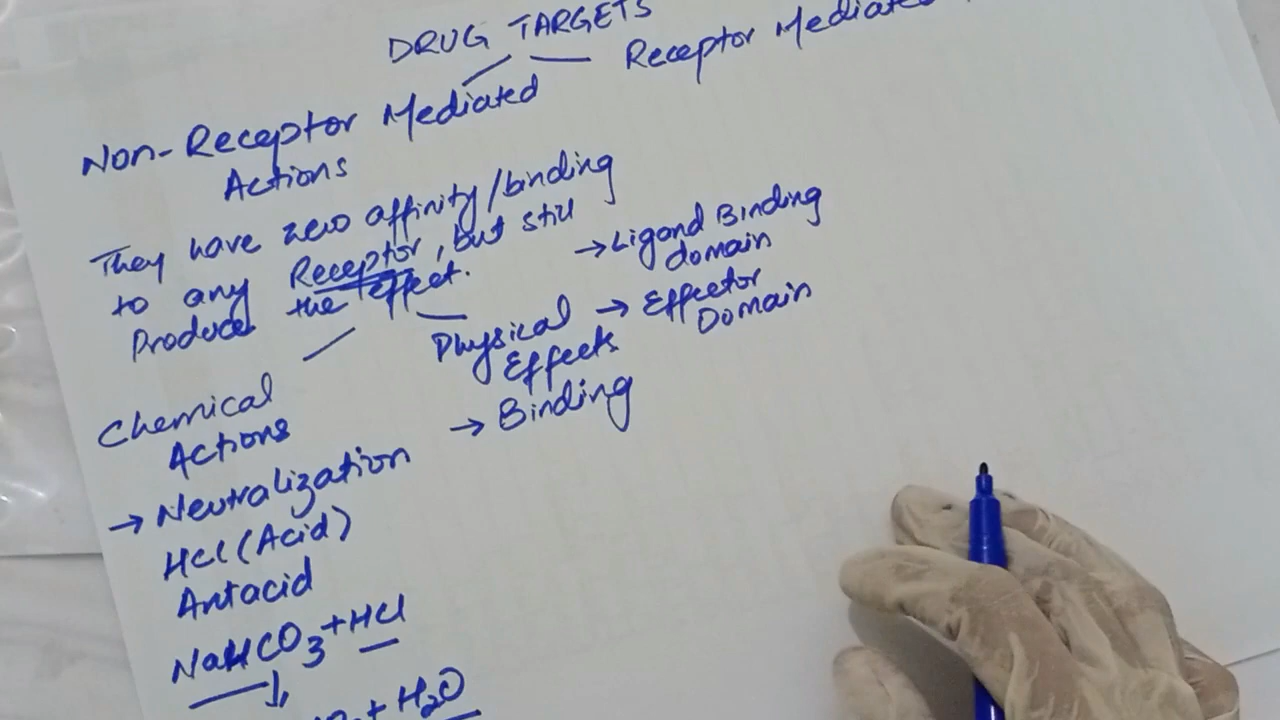 DRUG TARGETS
Receptor Mediated
Non-Receptor Mediated
Actions
They have zero affinity/binding
to any Receptor, but still
Produces the effect.
→ Ligand Binding
domain
→ Effector
Domain
Physical
Effects
→ Binding
Chemical
Actions
→ Neutralization
HCl (Acid)
Antacid
NaHCO3 + HCl
↓
+ H2O